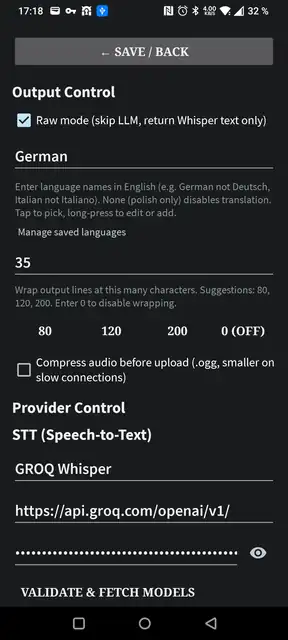 17:18
4,00
KB/S
32 %
← SAVE / BACK
Output Control
Raw mode (skip LLM, return Whisper text only)
German
Enter language names in English (e.g. German not Deutsch,
Italian not Italiano). None (polish only) disables translation.
Tap to pick, long-press to edit or add.
Manage saved languages
35
Wrap output lines at this many characters. Suggestions: 80,
120, 200. Enter 0 to disable wrapping.
80 120 200 0 (OFF)
Compress audio before upload (.ogg, smaller on
slow connections)
Provider Control
STT (Speech-to-Text)
GROQ Whisper
https://api.groq.com/openai/v1/
VALIDATE & FETCH MODELS